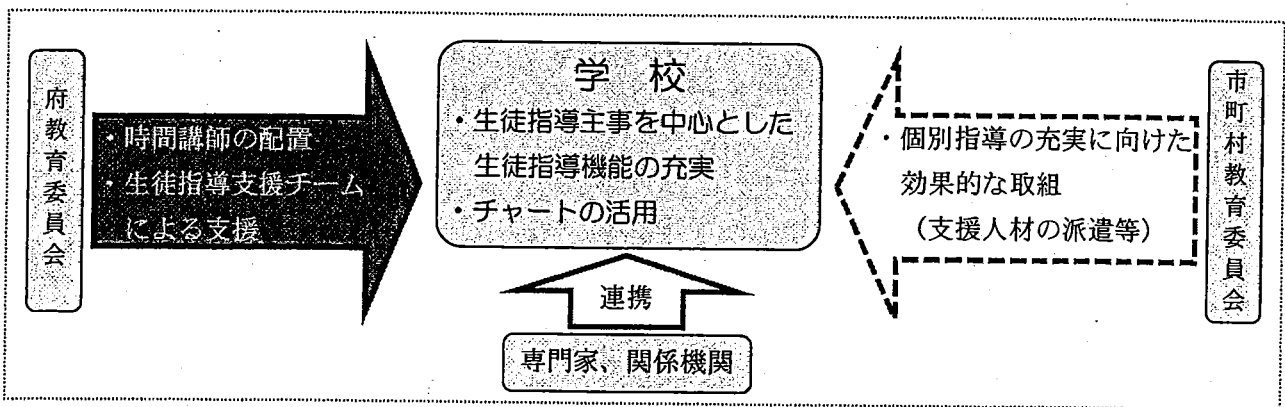 府教育委員会
・時間講師の配置
・生徒指導支援チーム
による支援
学 校
・生徒指導主事を中心とした
生徒指導機能の充実
・チャートの活用
・個別指導の充実に向けた
効果的な取組
（支援人材の派遣等）
市町村教育委員会
連携
専門家、関係機関